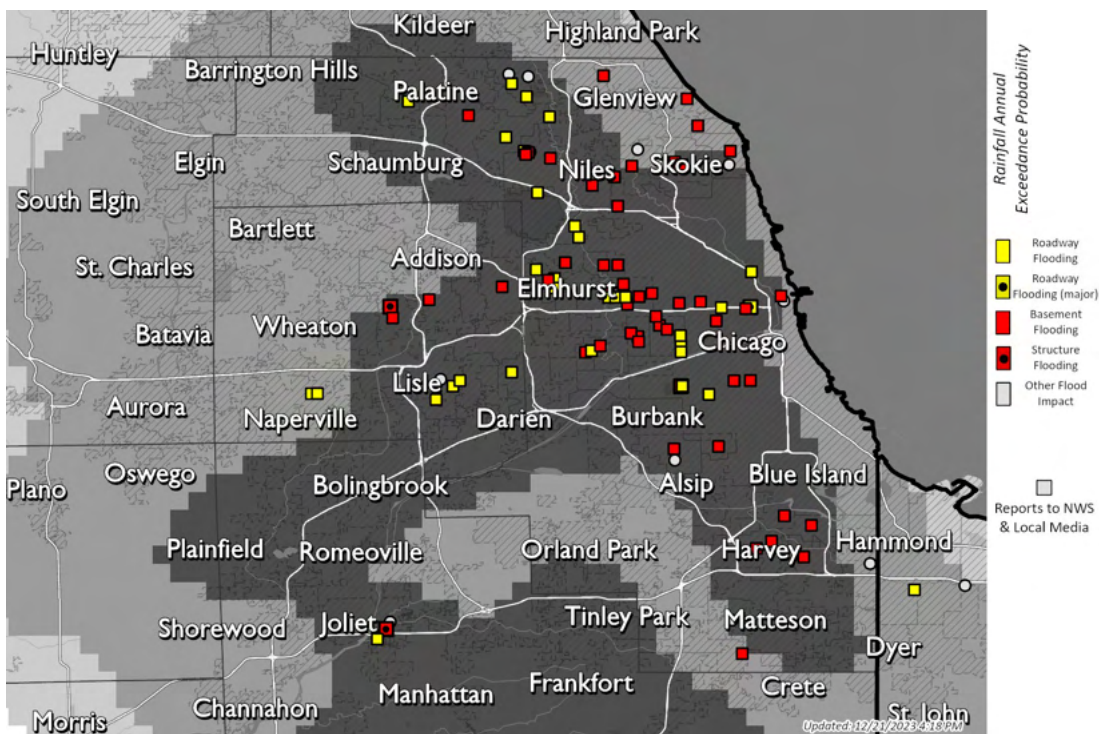 Kildeer
Highland Park
Huntley
Barrington Hills
Palatine
Glenview
Elgin
Schaumburg
Niles
Skokie
South Elgin
Bartlett
St. Charles
Addison
Elmhurst
Batavia
Wheaton
Chicago
Lisle
Aurora
Naperville
Darien
Burbank
Oswego
Plano
Bolingbrook
Alsip
Blue Island
Plainfield
Romeoville
Orland Park
Harvey
Hammond
Shorewood
Joliet
Tinley Park
Matteson
Dyer
Manhattan
Frankfort
Crete
Channahon
St. John
Morris
Updated: 12/21/2023 4:18 PM
Rainfall Annual
Exceedance Probability
Roadway
Flooding
Roadway
Flooding (major)
Basement
Flooding
Structure
Flooding
Other Flood
Impact
Reports to NWS
& Local Media